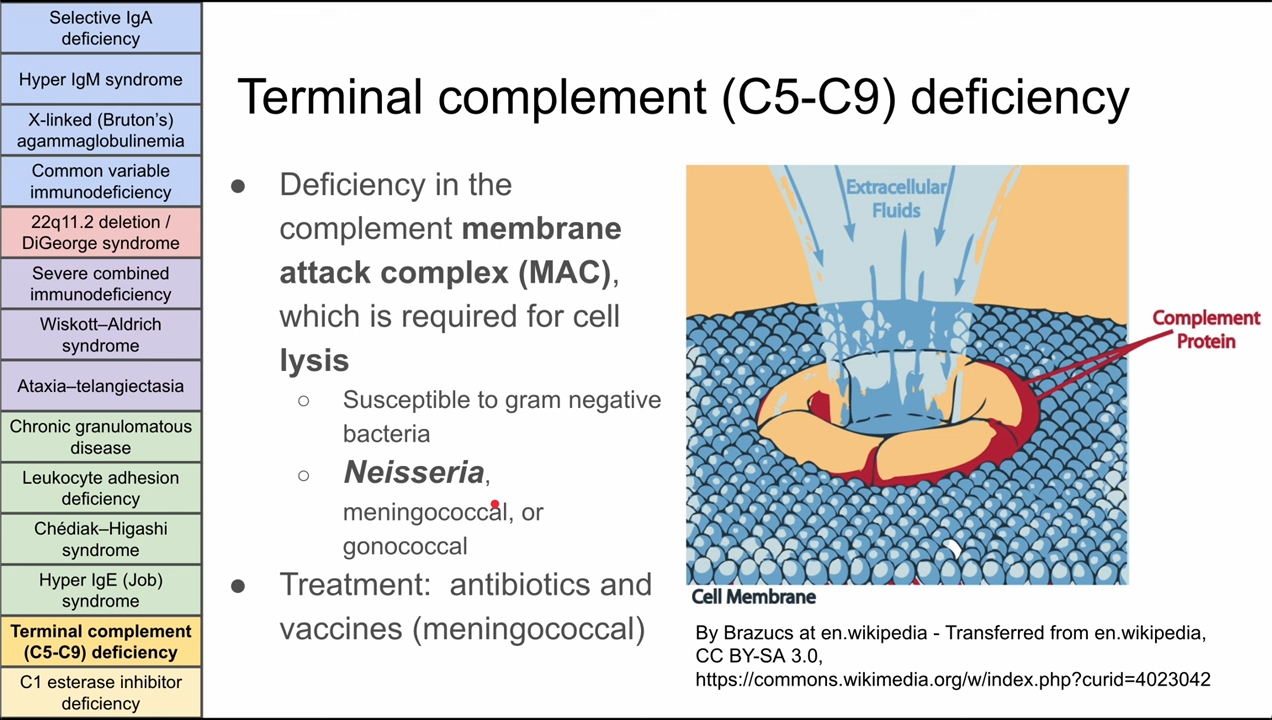 Selective IgA
deficiency
Hyper IgM syndrome
X-linked (Bruton's)
agammaglobulinemia
Common variable
immunodeficiency
22q11.2 deletion /
DiGeorge syndrome
Severe combined
immunodeficiency
Wiskott–Aldrich
syndrome
Ataxia–telangiectasia
Chronic granulomatous
disease
Leukocyte adhesion
deficiency
Chédiak–Higashi
syndrome
Hyper IgE (Job)
syndrome
Terminal complement
(C5-C9) deficiency
C1 esterase inhibitor
deficiency
Terminal complement (C5-C9) deficiency
● Deficiency in the
complement membrane
attack complex (MAC),
which is required for cell
lysis
○ Susceptible to gram negative
bacteria
○ Neisseria,
meningococcal, or
gonococcal
● Treatment: antibiotics and
vaccines (meningococcal)
Extracellular
Fluids
Complement
Protein
Cell Membrane
By Brazucs at en.wikipedia - Transferred from en.wikipedia,
CC BY-SA 3.0,
https://commons.wikimedia.org/w/index.php?curid=4023042